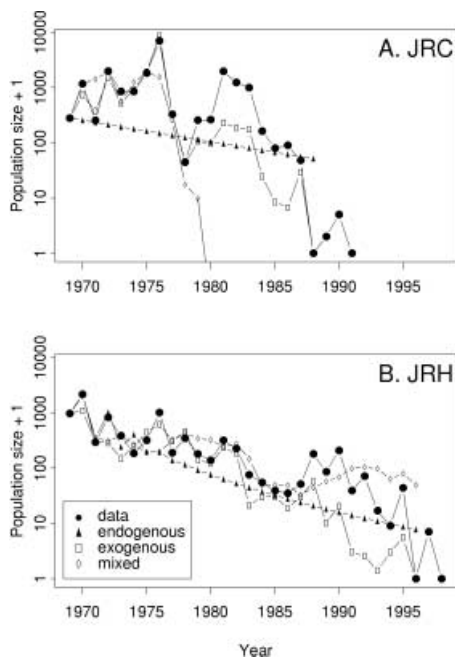 A. JRC
Population size + 1
10000
1000
100
10
1
1970 1975 1980 1985 1990 1995
B. JRH
Population size + 1
10000
1000
100
10
1
data
endogenous
exogenous
mixed
1970 1975 1980 1985 1990 1995
Year